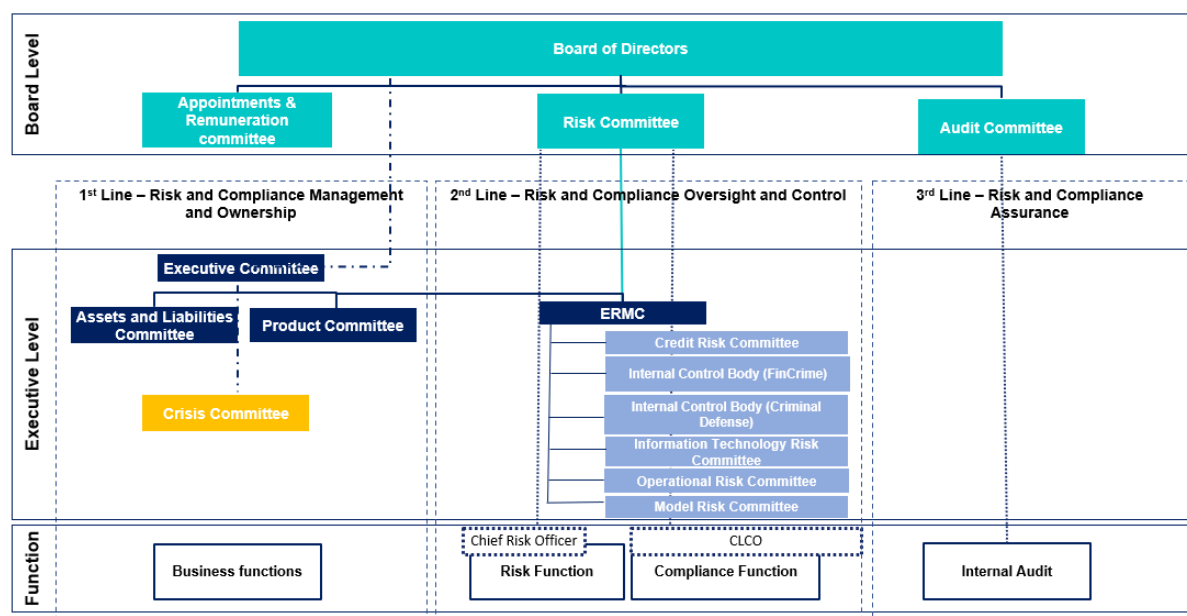 Board Level
Board of Directors
Appointments &
Remuneration
committee
Risk Committee
Audit Committee
1st Line – Risk and Compliance Management
and Ownership
2nd Line – Risk and Compliance Oversight and Control
3rd Line – Risk and Compliance
Assurance
Executive Level
Executive Committee
Assets and Liabilities
Committee
Product Committee
ERMC
Credit Risk Committee
Internal Control Body (FinCrime)
Internal Control Body (Criminal
Defense)
Information Technology Risk
Committee
Operational Risk Committee
Model Risk Committee
Crisis Committee
Function
Business functions
Chief Risk Officer
Risk Function
CLCO
Compliance Function
Internal Audit